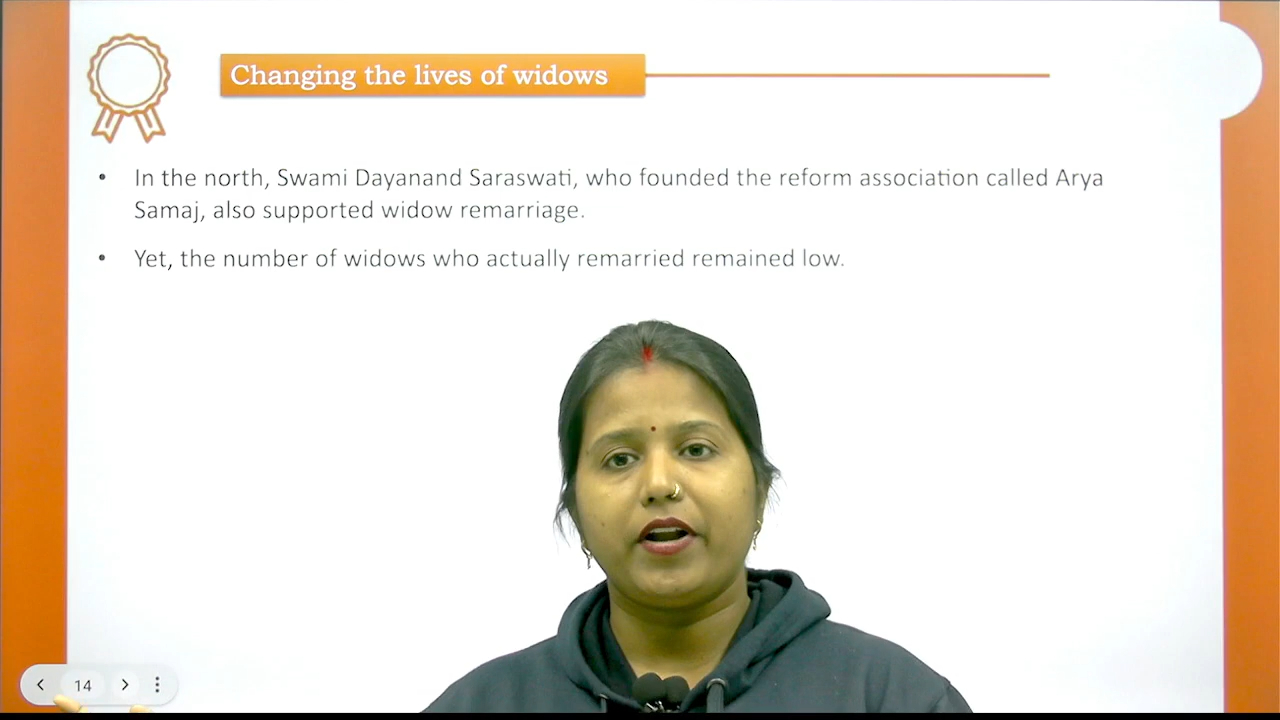 Changing the lives of widows
• In the north, Swami Dayanand Saraswati, who founded the reform association called Arya
Samaj, also supported widow remarriage.
• Yet, the number of widows who actually remarried remained low.
14